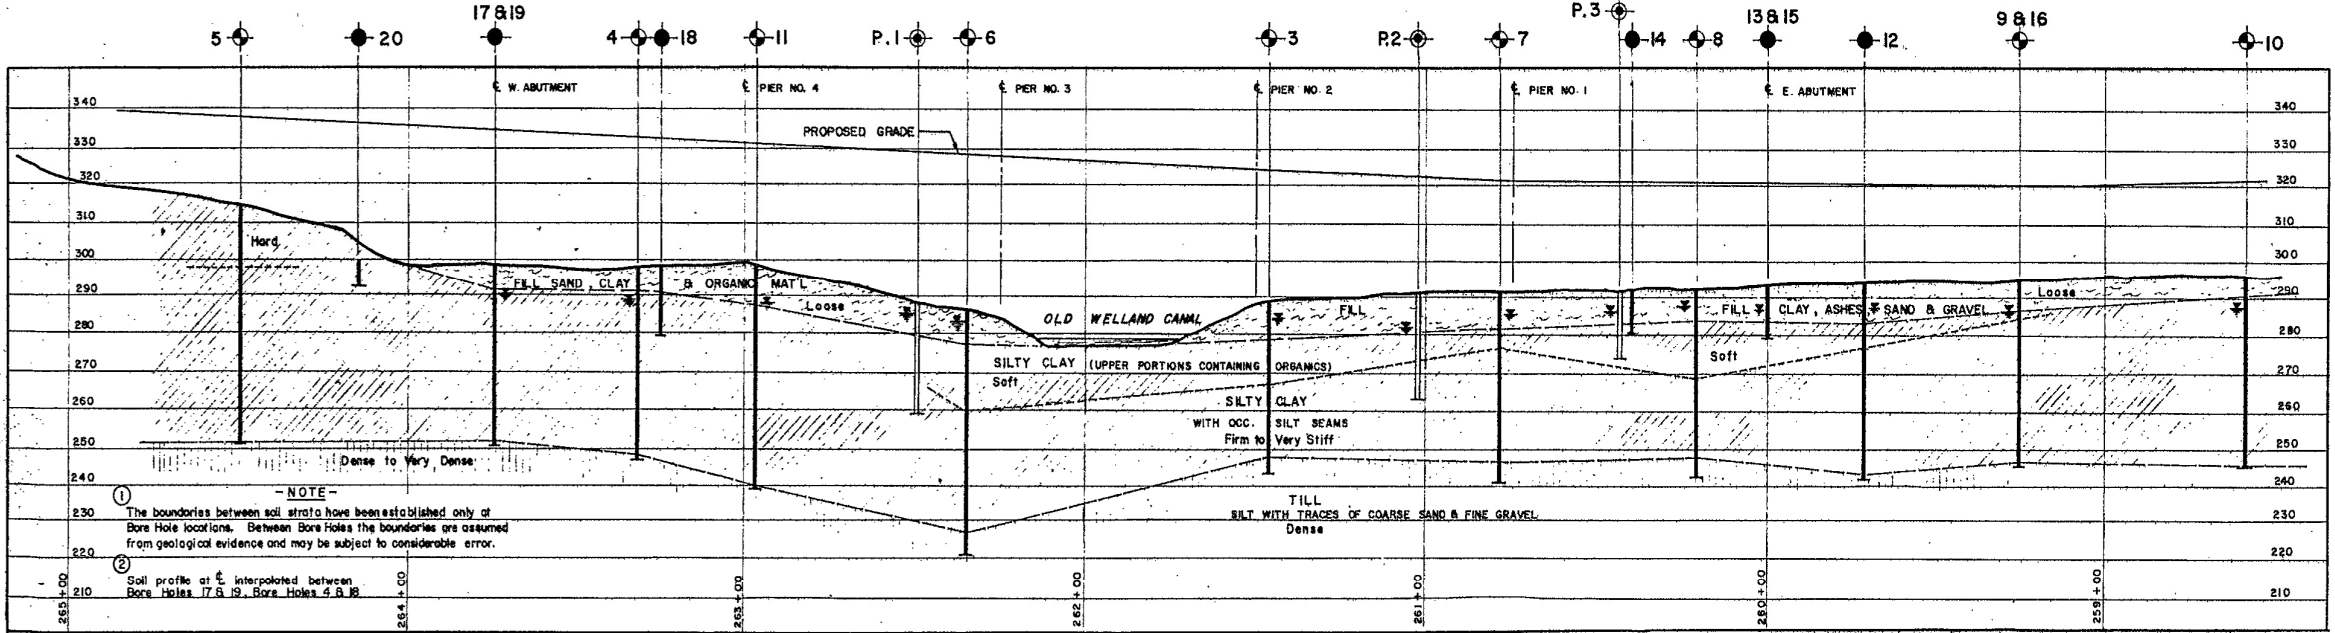 17 & 19
P.3
13 & 15
9 & 16
5
20
4
18
11
P.1
6
3
P.2
7
14
8
12
10
℄ W. ABUTMENT
℄ PIER NO. 4
℄ PIER NO. 3
℄ PIER NO. 2
℄ PIER NO. 1
℄ E. ABUTMENT
340
340
PROPOSED GRADE
330
330
320
320
310
310
Hard
300
300
290
290
FILL SAND, CLAY & ORGANIC MAT'L
Loose
OLD WELLAND CANAL
FILL
FILL CLAY, ASHES SAND & GRAVEL
Loose
280
280
SILTY CLAY (UPPER PORTIONS CONTAINING ORGANICS)
Soft
Soft
270
270
260
260
SILTY CLAY
WITH OCC. SILT SEAMS
Firm to Very Stiff
250
250
Dense to Very Dense
240
240
TILL
SILT WITH TRACES OF COARSE SAND & FINE GRAVEL
Dense
230
230
220
220
210
210
- NOTE -
① The boundaries between soil strata have been established only at
Bore Hole locations. Between Bore Holes the boundaries are assumed
from geological evidence and may be subject to considerable error.
② Soil profile at ℄ interpolated between
Bore Holes 17 & 19, Bore Holes 4 & 18
265+00
264+00
263+00
262+00
261+00
260+00
259+00